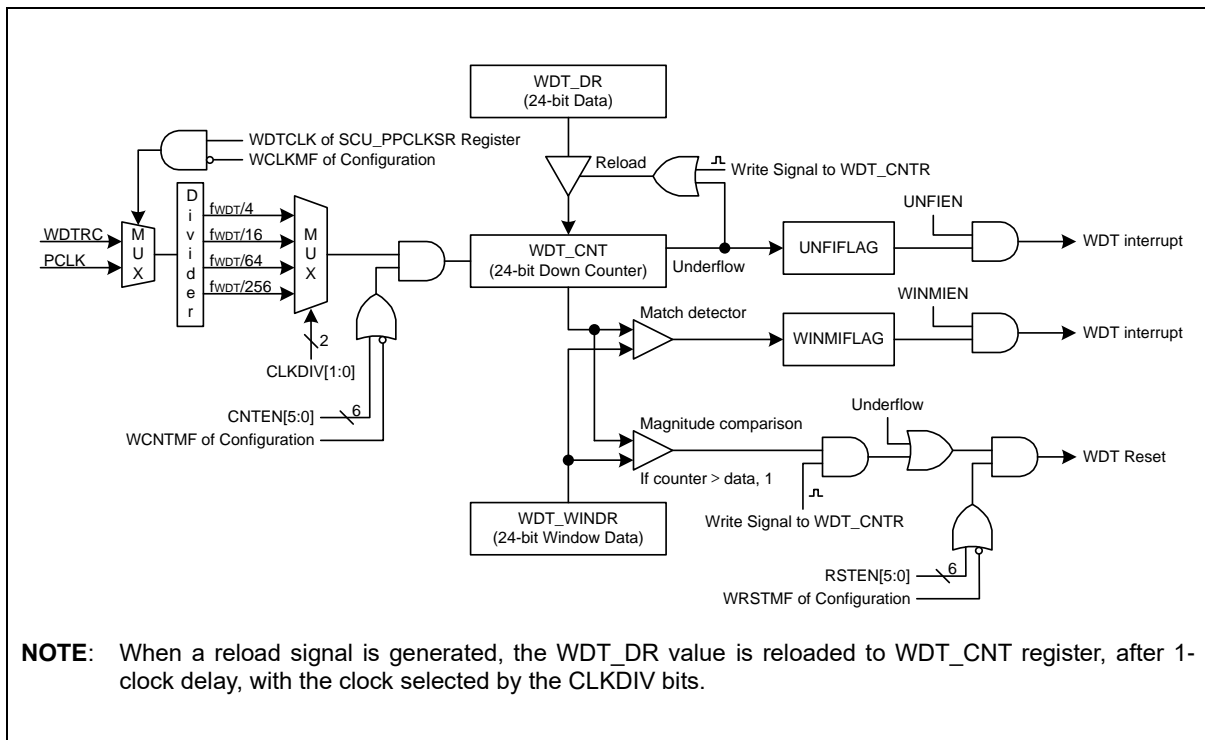 WDT_DR
(24-bit Data)
WDTCLK of SCU_PPCLKSR Register
WCLKMF of Configuration
Reload
Write Signal to WDT_CNTR
Divider
fWDT/4
fWDT/16
fWDT/64
fWDT/256
MUX
MUX
WDTRC
PCLK
WDT_CNT
(24-bit Down Counter)
Underflow
UNFIFLAG
UNFIEN
WDT interrupt
2
CLKDIV[1:0]
CNTEN[5:0]
6
WCNTMF of Configuration
Match detector
WINMIFLAG
WINMIEN
WDT interrupt
Magnitude comparison
If counter > data, 1
Underflow
WDT Reset
Write Signal to WDT_CNTR
WDT_WINDR
(24-bit Window Data)
RSTEN[5:0]
6
WRSTMF of Configuration
NOTE: When a reload signal is generated, the WDT_DR value is reloaded to WDT_CNT register, after 1-
clock delay, with the clock selected by the CLKDIV bits.